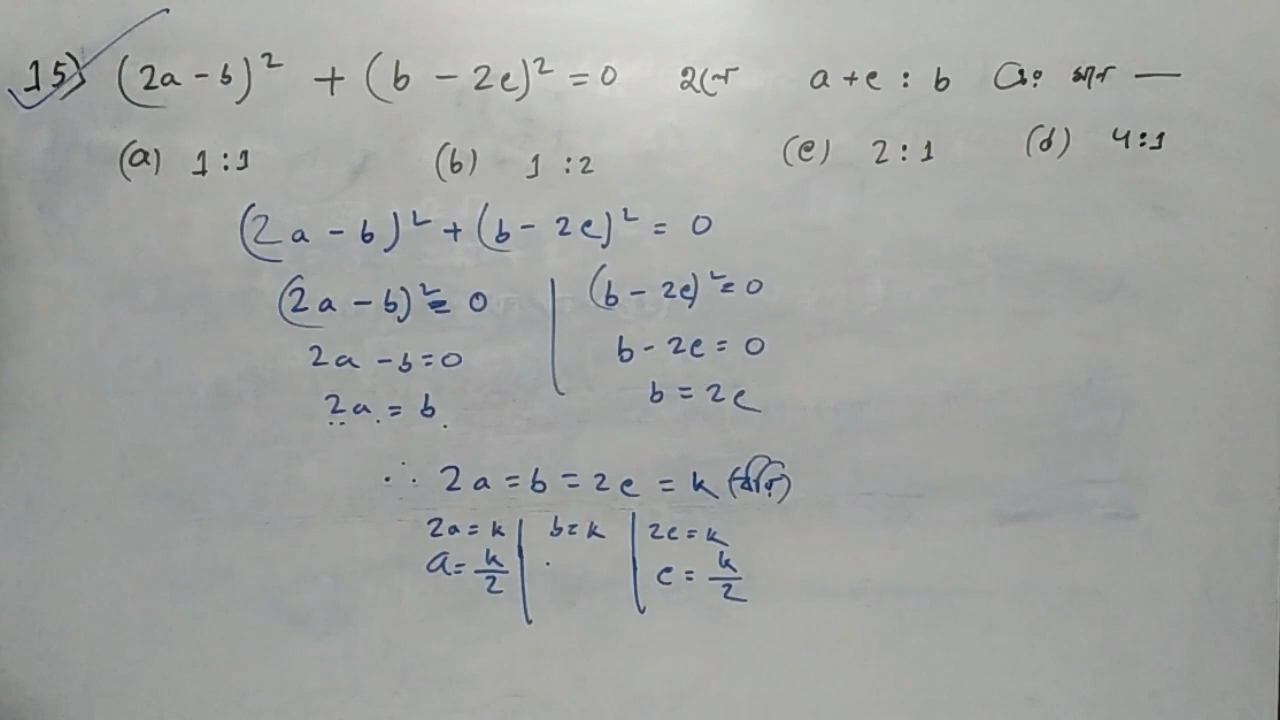 15) (2a - b)² + (b - 2c)² = 0 হলে a + c : b এর মান —
(a) 1 : 1 (b) 1 : 2 (c) 2 : 1 (d) 4 : 1
(2a - b)² + (b - 2c)² = 0
(2a - b)² = 0 | (b - 2c)² = 0
2a - b = 0 | b - 2c = 0
2a = b | b = 2c
∴ 2a = b = 2c = k (ধরি)
2a = k | b = k | 2c = k
a = k/2 | c = k/2